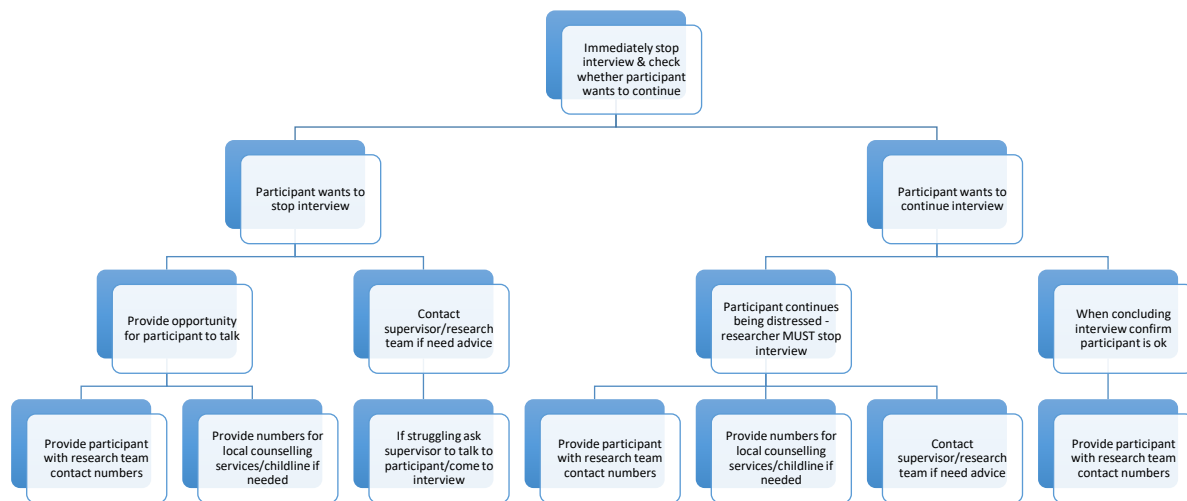 Immediately stop
interview & check
whether participant
wants to continue
Participant wants to
stop interview
Participant wants to
continue interview
Provide opportunity
for participant to talk
Contact
supervisor/research
team if need advice
Participant continues
being distressed -
researcher MUST stop
interview
When concluding
interview confirm
participant is ok
Provide participant
with research team
contact numbers
Provide numbers for
local counselling
services/childline if
needed
If struggling ask
supervisor to talk to
participant/come to
interview
Provide participant
with research team
contact numbers
Provide numbers for
local counselling
services/childline if
needed
Contact
supervisor/research
team if need advice
Provide participant
with research team
contact numbers